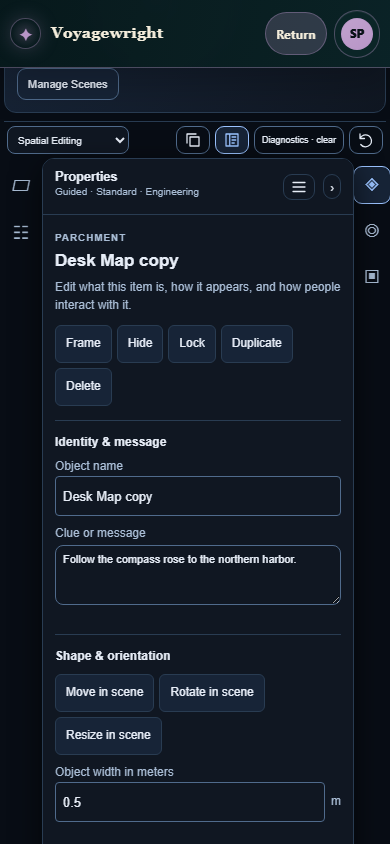 Voyagewright
Return
SP
Manage Scenes
Spatial Editing
Diagnostics · clear
Properties
Guided · Standard · Engineering
PARCHMENT
Desk Map copy
Edit what this item is, how it appears, and how people
interact with it.
Frame Hide Lock Duplicate
Delete
Identity & message
Object name
Desk Map copy
Clue or message
Follow the compass rose to the northern harbor.
Shape & orientation
Move in scene Rotate in scene
Resize in scene
Object width in meters
0.5 m